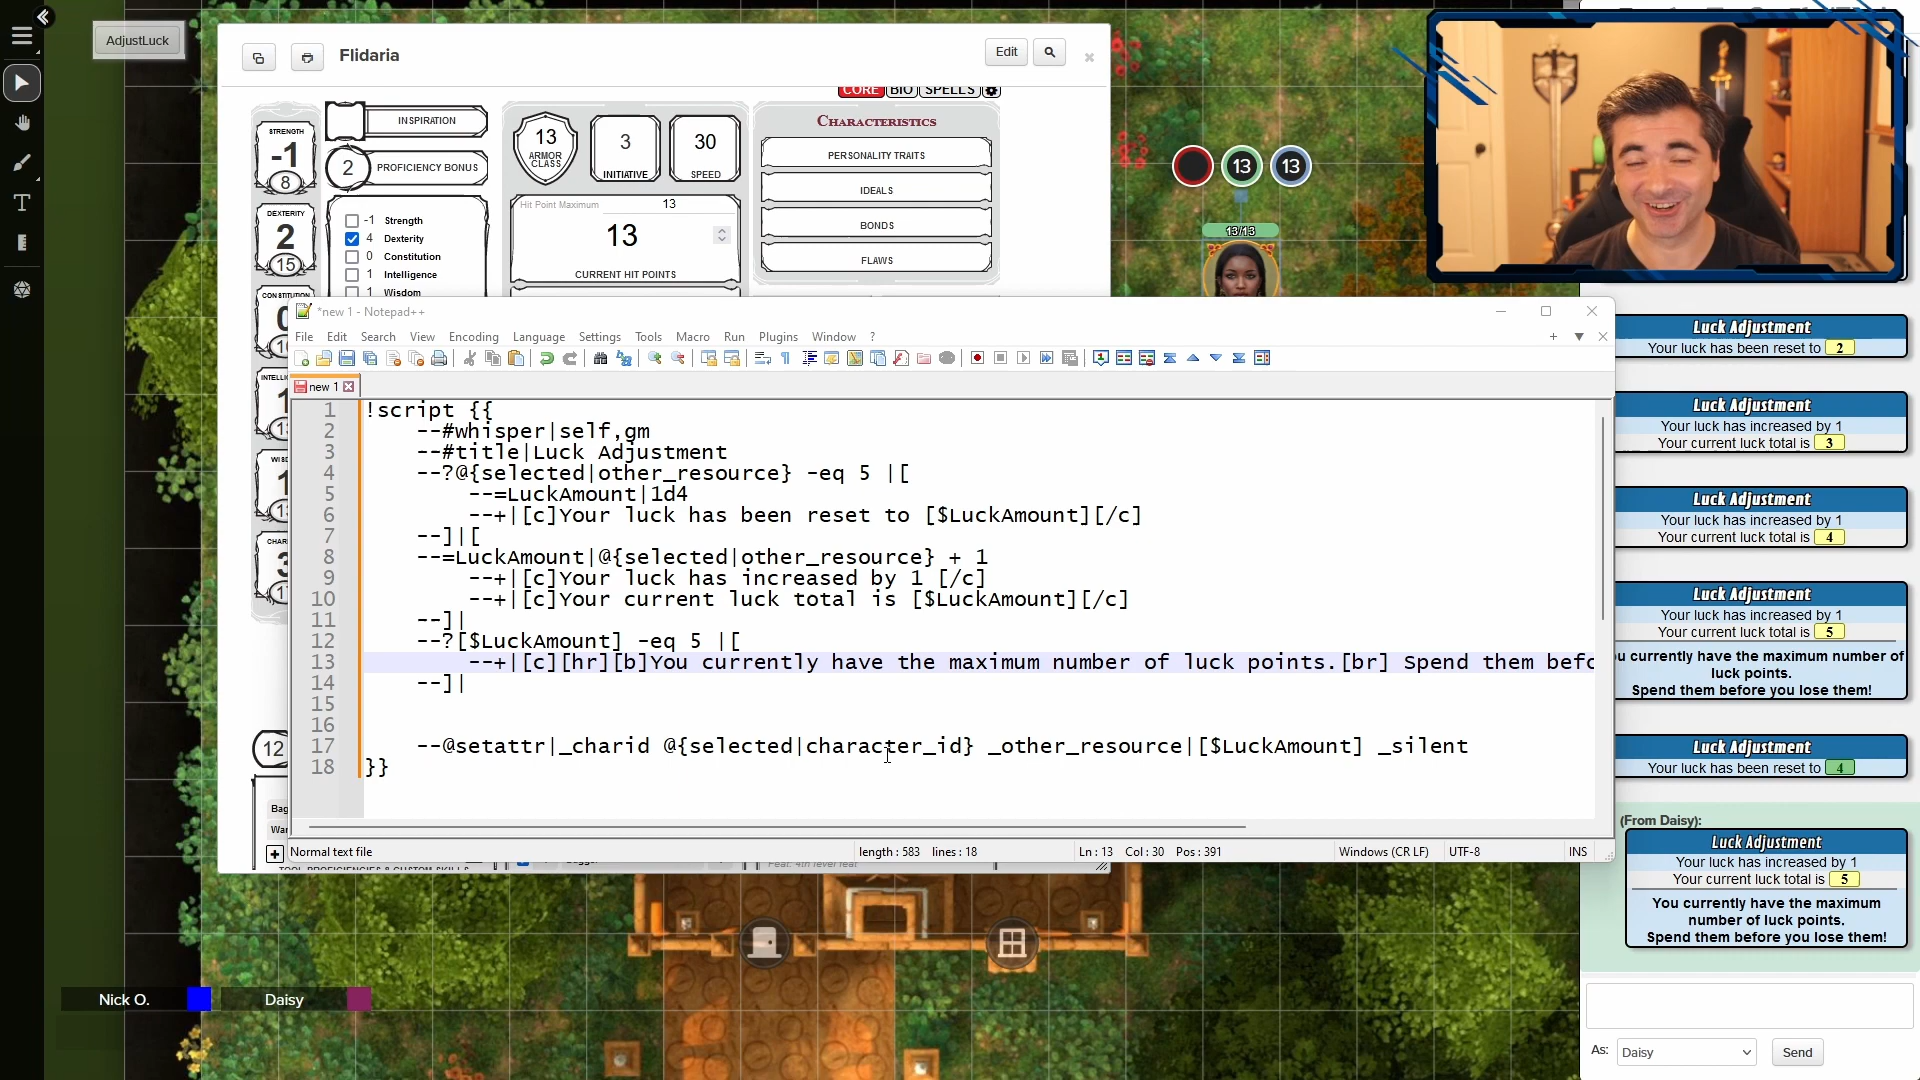 AdjustLuck
Flidaria
Edit
CORE
BIO
SPELLS
STRENGTH
-1
8
INSPIRATION
2
PROFICIENCY BONUS
DEXTERITY
2
15
-1 Strength
4 Dexterity
0 Constitution
1 Intelligence
1 Wisdom
CONSTITUTION
13
ARMOR
CLASS
3
INITIATIVE
30
SPEED
Hit Point Maximum
13
13
CURRENT HIT POINTS
CHARACTERISTICS
PERSONALITY TRAITS
IDEALS
BONDS
FLAWS
13
13
13/13
*new 1 - Notepad++
File Edit Search View Encoding Language Settings Tools Macro Run Plugins Window ?
new 1
1 !script {{
2 --#whisper|self,gm
3 --#title|Luck Adjustment
4 --?@{selected|other_resource} -eq 5 |[
5 --=LuckAmount|1d4
6 --+|[c]Your luck has been reset to [$LuckAmount][/c]
7 --]|[
8 --=LuckAmount|@{selected|other_resource} + 1
9 --+|[c]Your luck has increased by 1 [/c]
10 --+|[c]Your current luck total is [$LuckAmount][/c]
11 --]|
12 --?[$LuckAmount] -eq 5 |[
13 --+|[c][hr][b]You currently have the maximum number of luck points.[br] Spend them befo
14 --]|
15
16
17 --@setattr|_charid @{selected|character_id} _other_resource|[$LuckAmount] _silent
18 }}
Normal text file
length : 583 lines : 18
Ln : 13 Col : 30 Pos : 391
Windows (CR LF)
UTF-8
INS
12
Luck Adjustment
Your luck has been reset to 2
Luck Adjustment
Your luck has increased by 1
Your current luck total is 3
Luck Adjustment
Your luck has increased by 1
Your current luck total is 4
Luck Adjustment
Your luck has increased by 1
Your current luck total is 5
u currently have the maximum number of
luck points.
Spend them before you lose them!
Luck Adjustment
Your luck has been reset to 4
(From Daisy):
Luck Adjustment
Your luck has increased by 1
Your current luck total is 5
You currently have the maximum
number of luck points.
Spend them before you lose them!
Nick O.
Daisy
As:
Daisy
Send